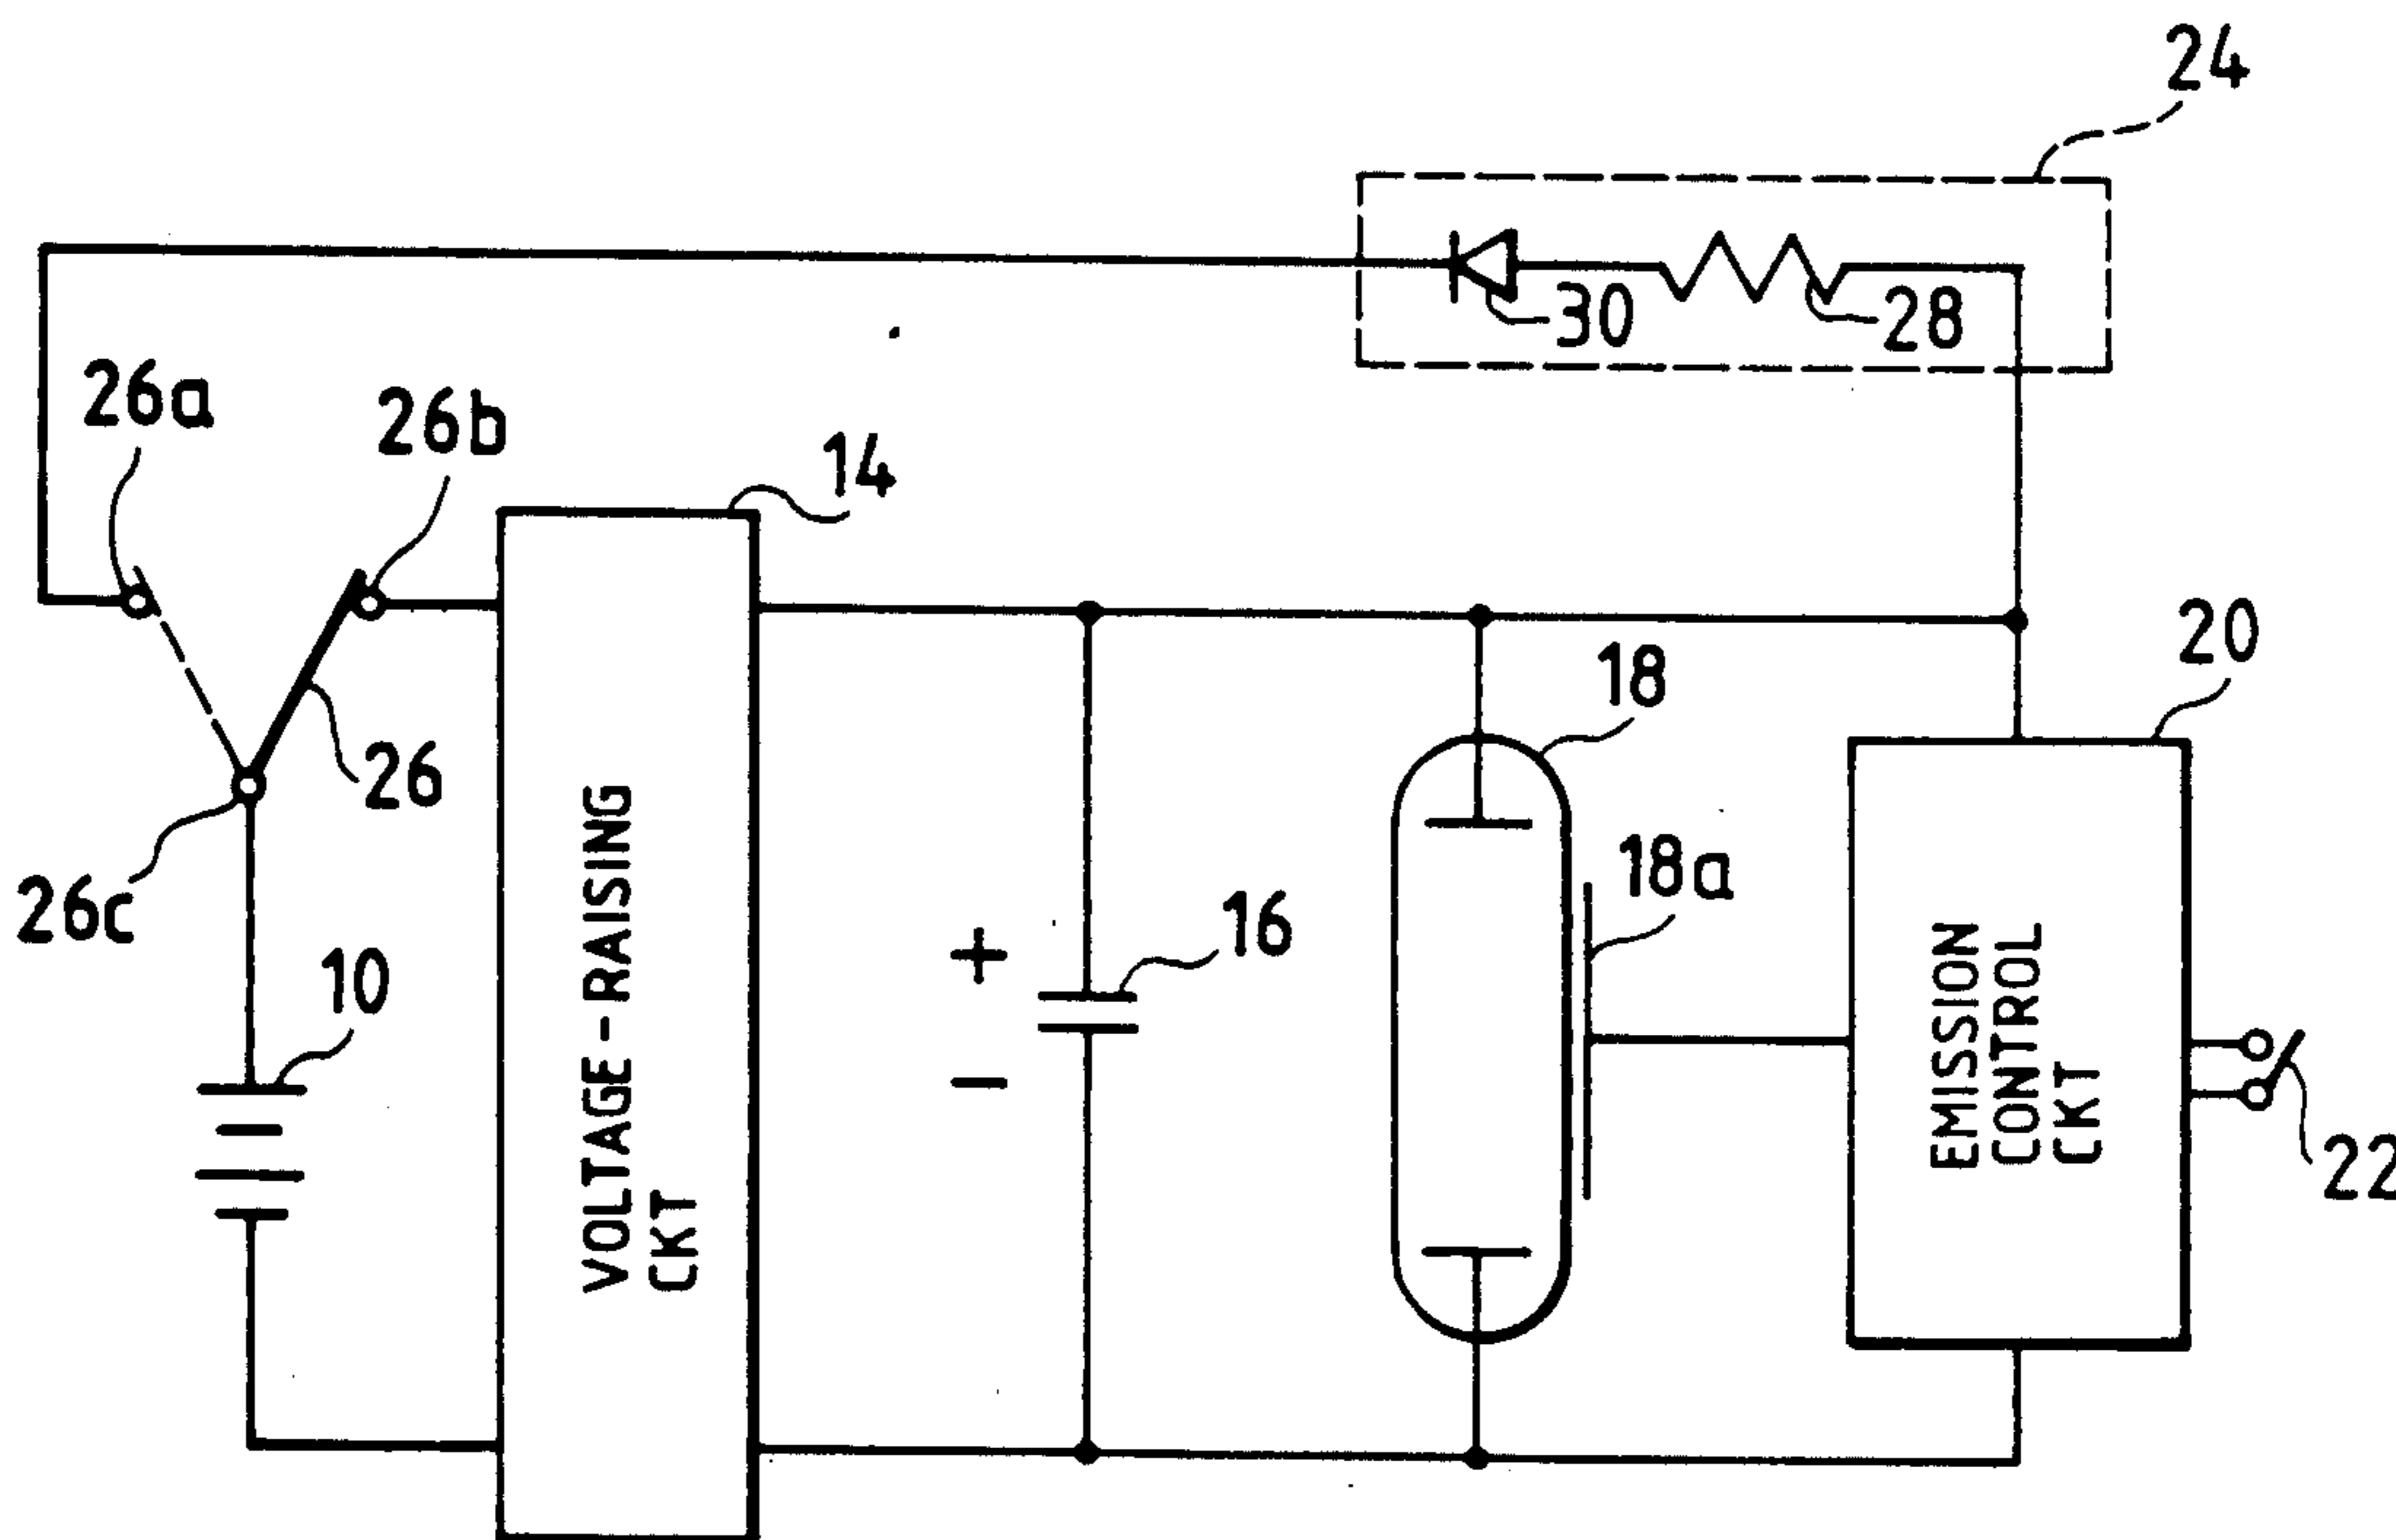 24
30
28
26a
26b
14
20
18
26
18a
26c
16
10
+
−
VOLTAGE-RAISING
CKT
EMISSION
CONTROL
CKT
22